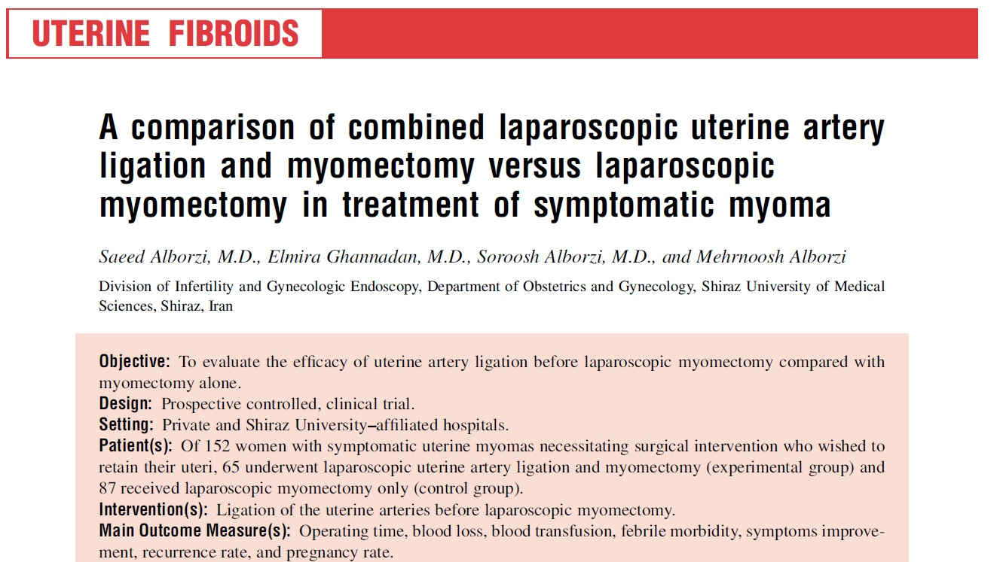 UTERINE FIBROIDS
A comparison of combined laparoscopic uterine artery
ligation and myomectomy versus laparoscopic
myomectomy in treatment of symptomatic myoma
Saeed Alborzi, M.D., Elmira Ghannadan, M.D., Soroosh Alborzi, M.D., and Mehrnoosh Alborzi
Division of Infertility and Gynecologic Endoscopy, Department of Obstetrics and Gynecology, Shiraz University of Medical
Sciences, Shiraz, Iran
Objective: To evaluate the efficacy of uterine artery ligation before laparoscopic myomectomy compared with
myomectomy alone.
Design: Prospective controlled, clinical trial.
Setting: Private and Shiraz University–affiliated hospitals.
Patient(s): Of 152 women with symptomatic uterine myomas necessitating surgical intervention who wished to
retain their uteri, 65 underwent laparoscopic uterine artery ligation and myomectomy (experimental group) and
87 received laparoscopic myomectomy only (control group).
Intervention(s): Ligation of the uterine arteries before laparoscopic myomectomy.
Main Outcome Measure(s): Operating time, blood loss, blood transfusion, febrile morbidity, symptoms improve-
ment, recurrence rate, and pregnancy rate.